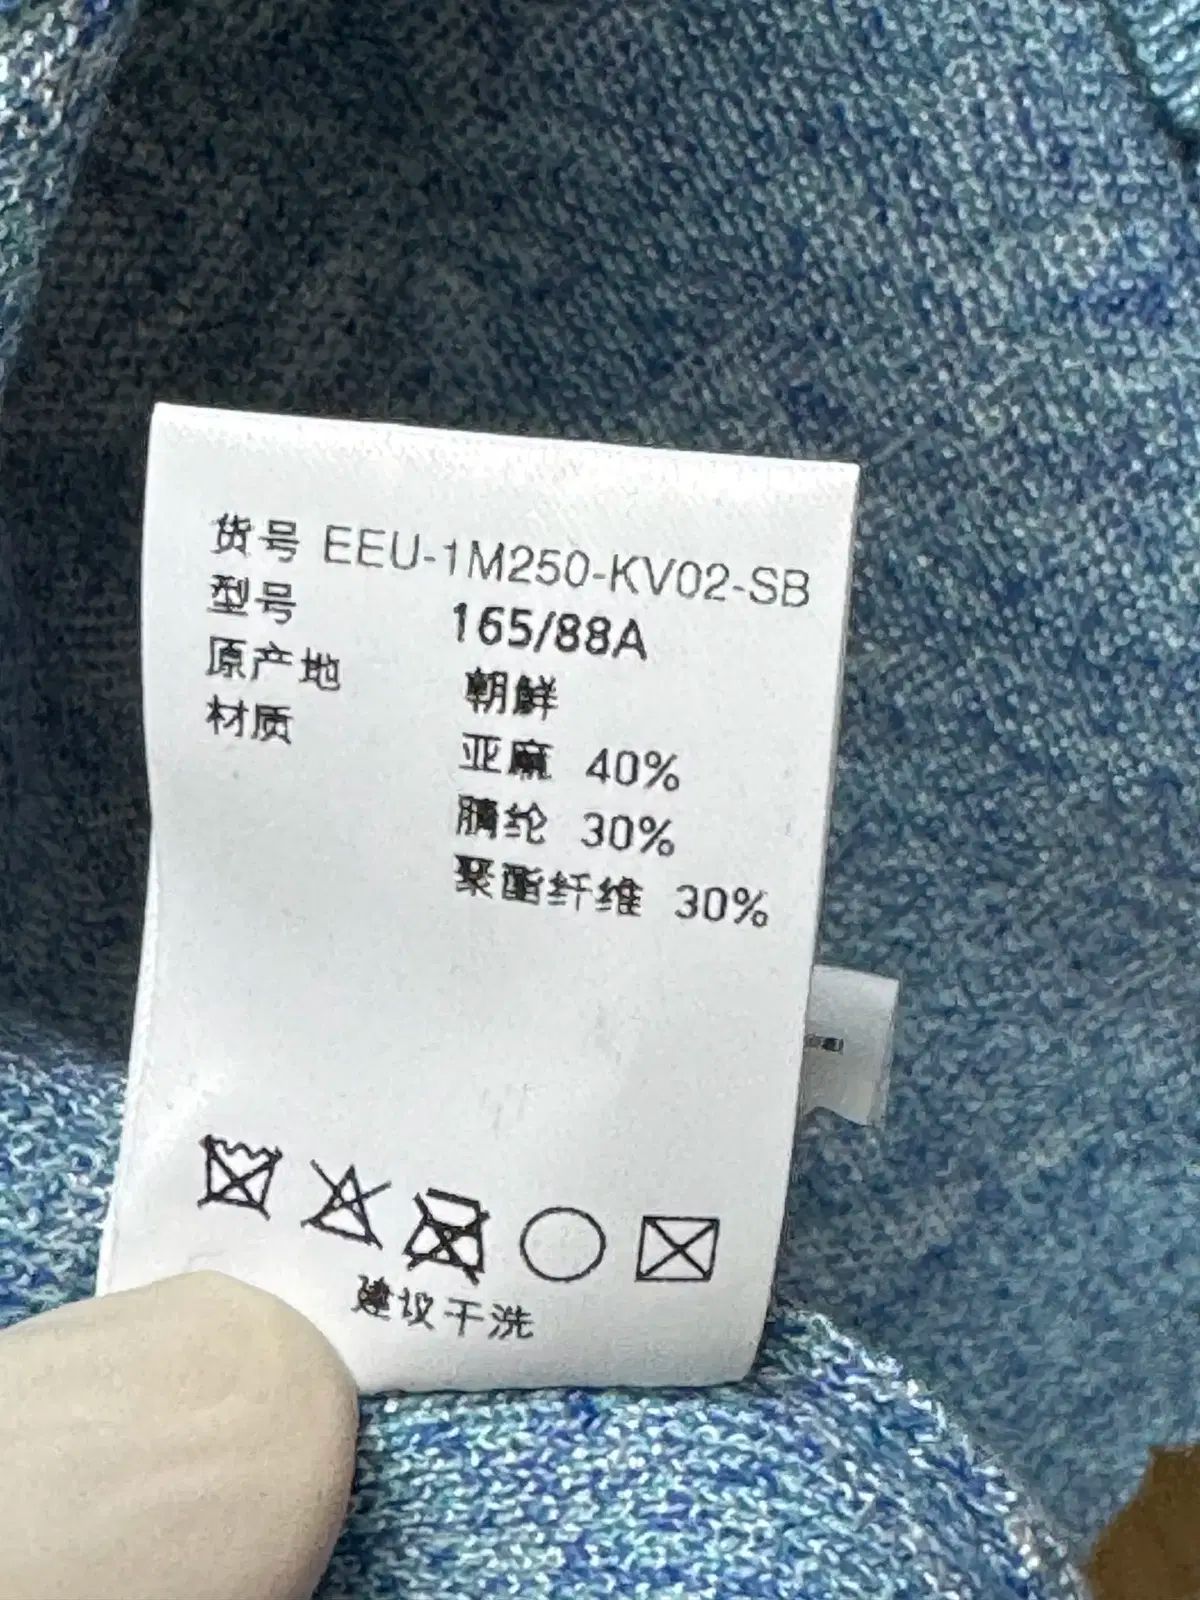 货号 EEU-1M250-KV02-SB
型号 165/88A
原产地 朝鲜
材质 亚麻 40%
腈纶 30%
聚酯纤维 30%
建议干洗